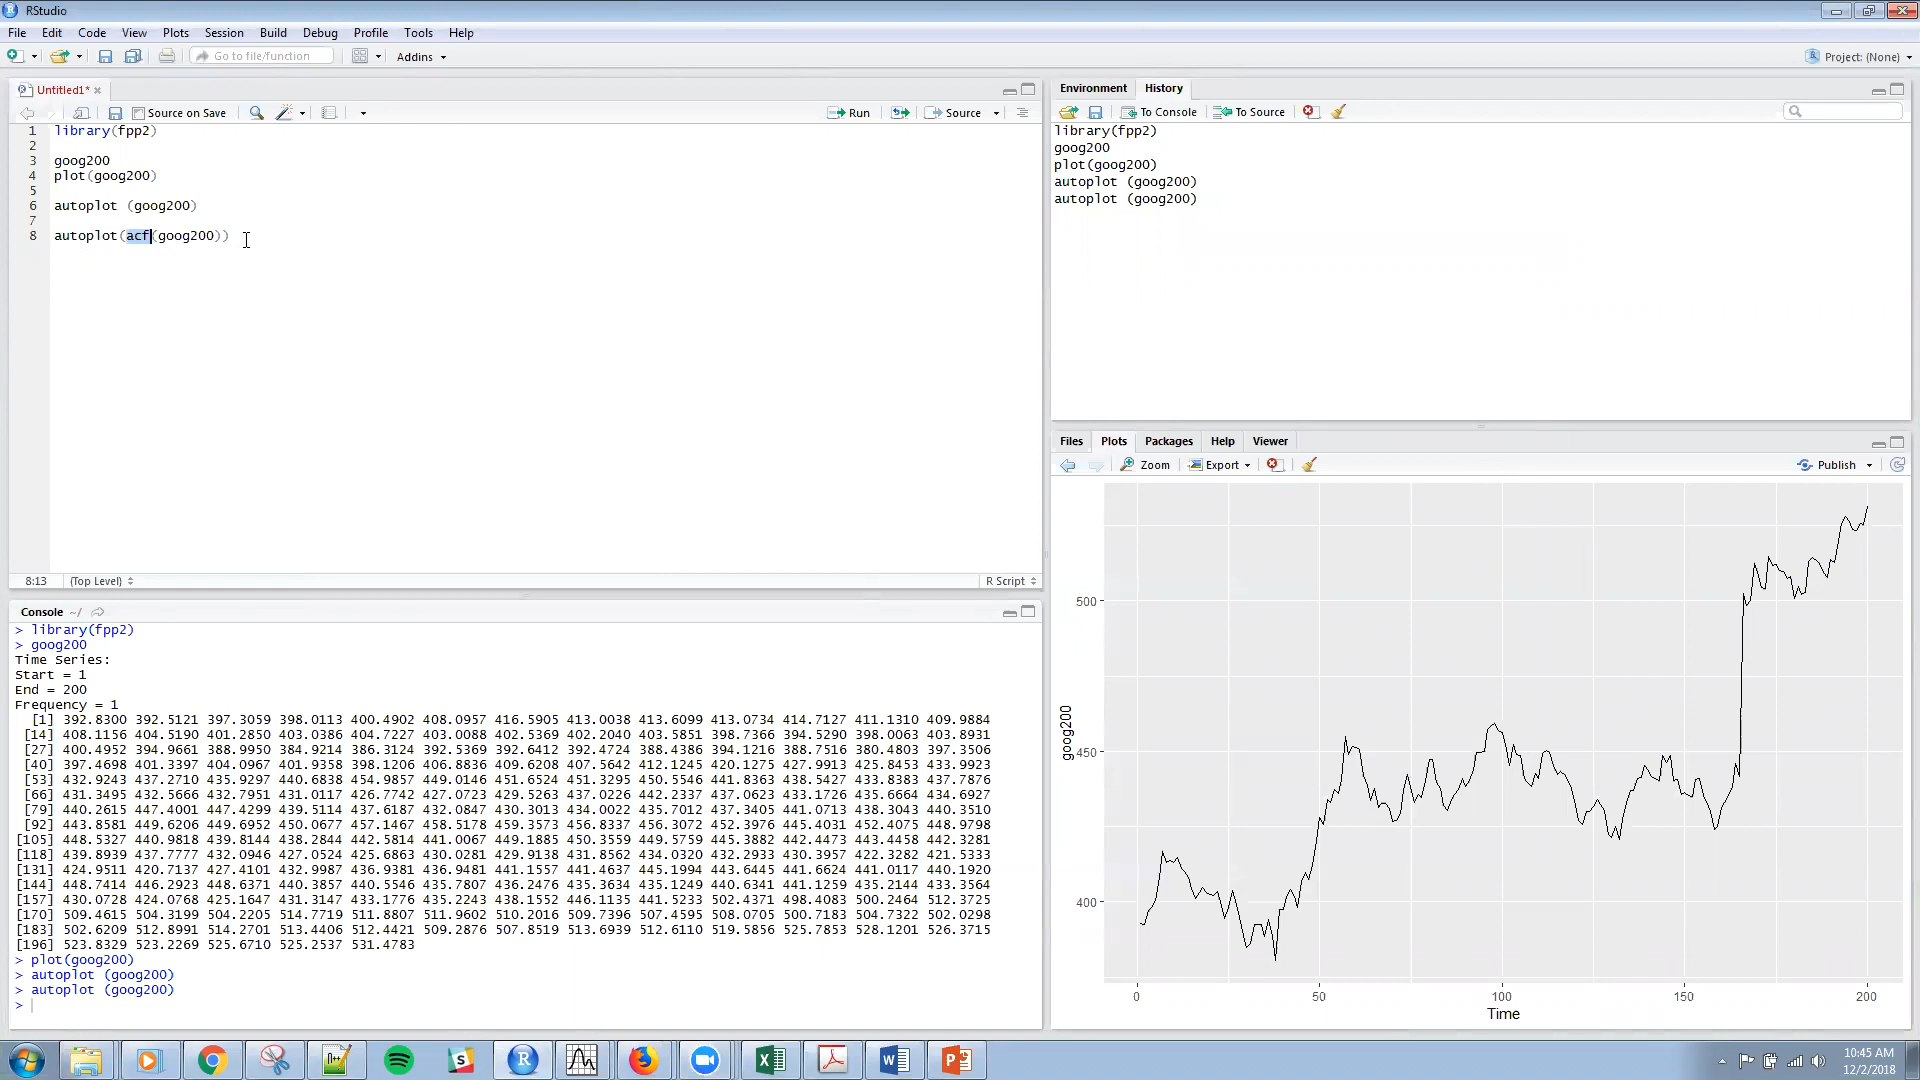 RStudio
File Edit Code View Plots Session Build Debug Profile Tools Help
Go to file/function Addins Project: (None)
Untitled1*
Source on Save Run Source
1 library(fpp2)
2
3 goog200
4 plot(goog200)
5
6 autoplot (goog200)
7
8 autoplot(acf(goog200))
8:13 (Top Level) R Script
Console ~/
> library(fpp2)
> goog200
Time Series:
Start = 1
End = 200
Frequency = 1
[1] 392.8300 392.5121 397.3059 398.0113 400.4902 408.0957 416.5905 413.0038 413.6099 413.0734 414.7127 411.1310 409.9884
[14] 408.1156 404.5190 401.2850 403.0386 404.7227 403.0088 402.5369 402.2040 403.5851 398.7366 394.5290 398.0063 403.8931
[27] 400.4952 394.9661 388.9950 384.9214 386.3124 392.5369 392.6412 392.4724 388.4386 394.1216 388.7516 380.4803 397.3506
[40] 397.4698 401.3397 404.0967 401.9358 398.1206 406.8836 409.6208 407.5642 412.1245 420.1275 427.9913 425.8453 433.9923
[53] 432.9243 437.2710 435.9297 440.6838 454.9857 449.0146 451.6524 451.3295 450.5546 441.8363 438.5427 433.8383 437.7876
[66] 431.3495 432.5666 432.7951 431.0117 426.7742 427.0723 429.5263 437.0226 442.2337 437.0623 433.1726 435.6664 434.6927
[79] 440.2615 447.4001 447.4299 439.5114 437.6187 432.0847 430.3013 434.0022 435.7012 437.3405 441.0713 438.3043 440.3510
[92] 443.8581 449.6206 449.6952 450.0677 457.1467 458.5178 459.3573 456.8337 456.3072 452.3976 445.4031 452.4075 448.9798
[105] 448.5327 440.9818 439.8144 438.2844 442.5814 441.0067 449.1885 450.3559 449.5759 445.3882 442.4473 443.4458 442.3281
[118] 439.8939 437.7777 432.0946 427.0524 425.6863 430.0281 429.9138 431.8562 434.0320 432.2933 430.3957 422.3282 421.5333
[131] 424.9511 420.7137 427.4101 432.9987 436.9381 436.9481 441.1557 441.4637 445.1994 443.6445 441.6624 441.0117 440.1920
[144] 448.7414 446.2923 448.6371 440.3857 440.5546 435.7807 436.2476 435.3634 435.1249 440.6341 441.1259 435.2144 433.3564
[157] 430.0728 424.0768 425.1647 431.3147 433.1776 435.2243 438.1552 446.1135 441.5233 502.4371 498.4083 500.2464 512.3725
[170] 509.4615 504.3199 504.2205 514.7719 511.8807 511.9602 510.2016 509.7396 507.4595 508.0705 500.7183 504.7322 502.0298
[183] 502.6209 512.8991 514.2701 513.4406 512.4421 509.2876 507.8519 513.6939 512.6110 519.5856 525.7853 528.1201 526.3715
[196] 523.8329 523.2269 525.6710 525.2537 531.4783
> plot(goog200)
> autoplot (goog200)
> autoplot (goog200)
>
Environment History
To Console To Source
library(fpp2)
goog200
plot(goog200)
autoplot (goog200)
autoplot (goog200)
Files Plots Packages Help Viewer
Zoom Export Publish
500
450
400
goog200
0 50 100 150 200
Time
10:45 AM
12/2/2018